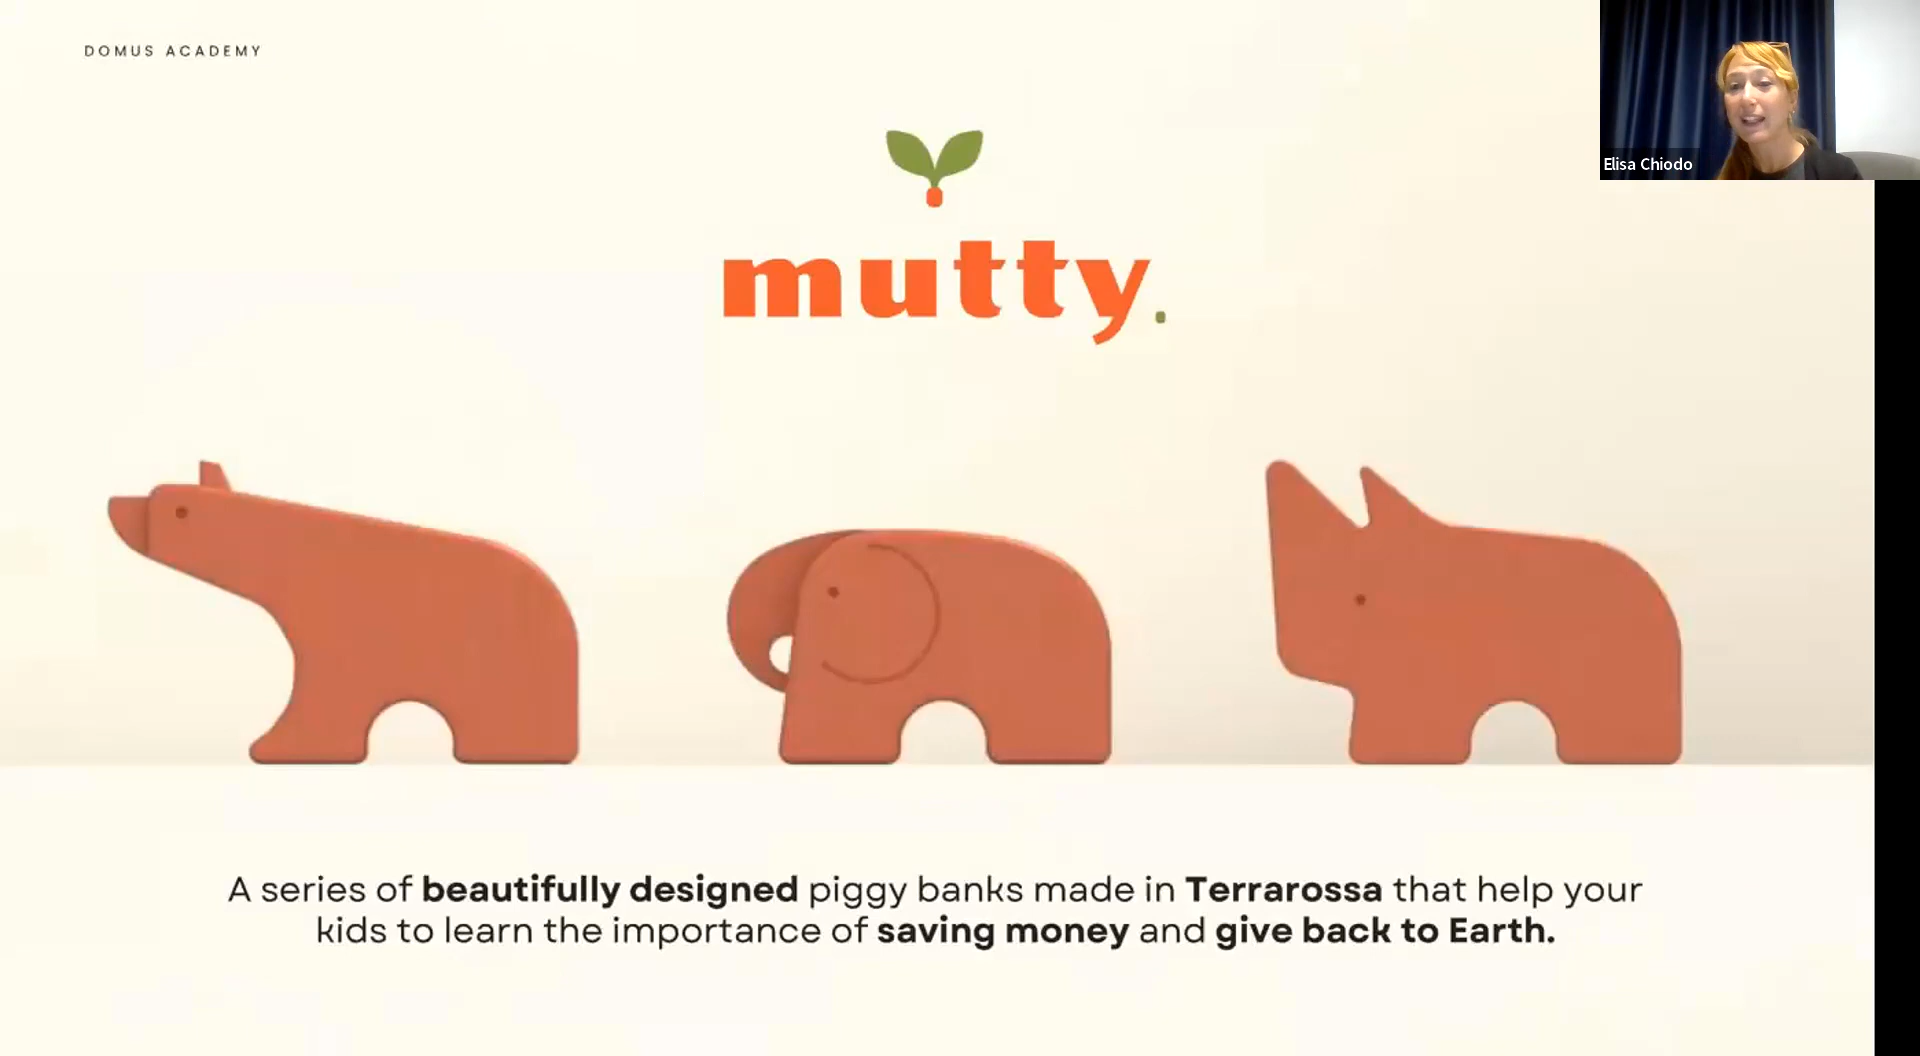 DOMUS ACADEMY
Elisa Chiodo
mutty.
A series of beautifully designed piggy banks made in Terrarossa that help your
kids to learn the importance of saving money and give back to Earth.